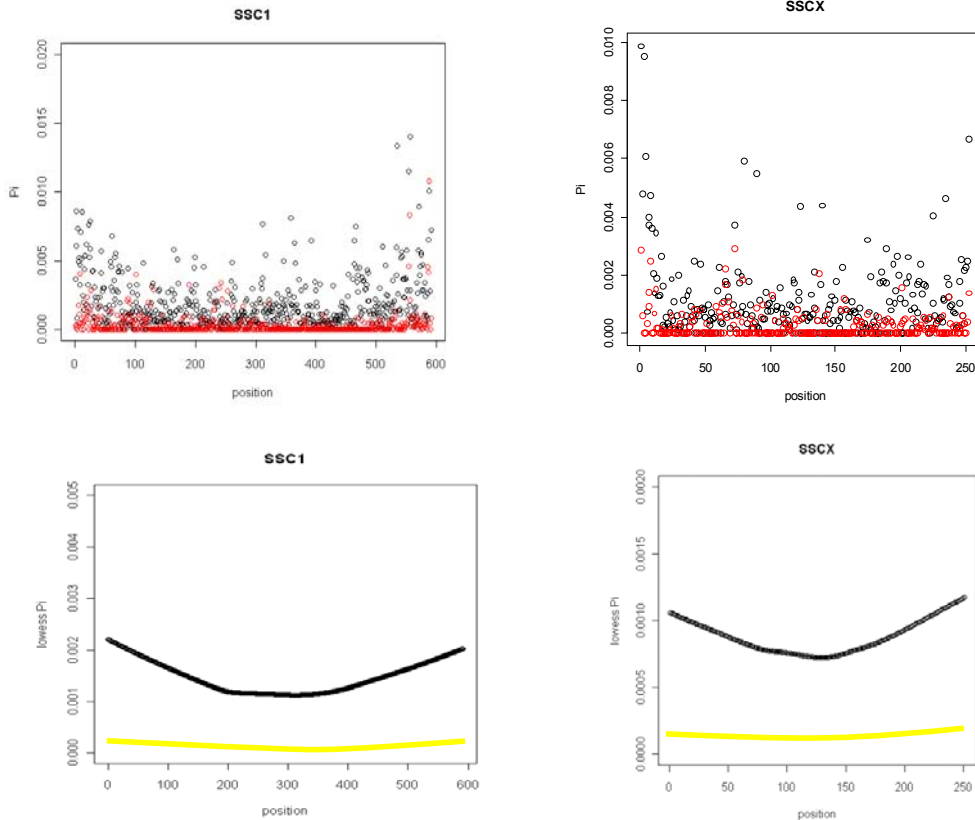 SSC1
0.020
0.015
0.010
0.005
0.000
Pi
0 100 200 300 400 500 600
position
SSCX
0.010
0.008
0.006
0.004
0.002
0.000
Pi
0 50 100 150 200 250
position
SSC1
0.005
0.004
0.003
0.002
0.001
0.000
lowess Pi
0 100 200 300 400 500 600
position
SSCX
0.0020
0.0015
0.0010
0.0005
0.0000
lowess Pi
0 50 100 150 200 250
position